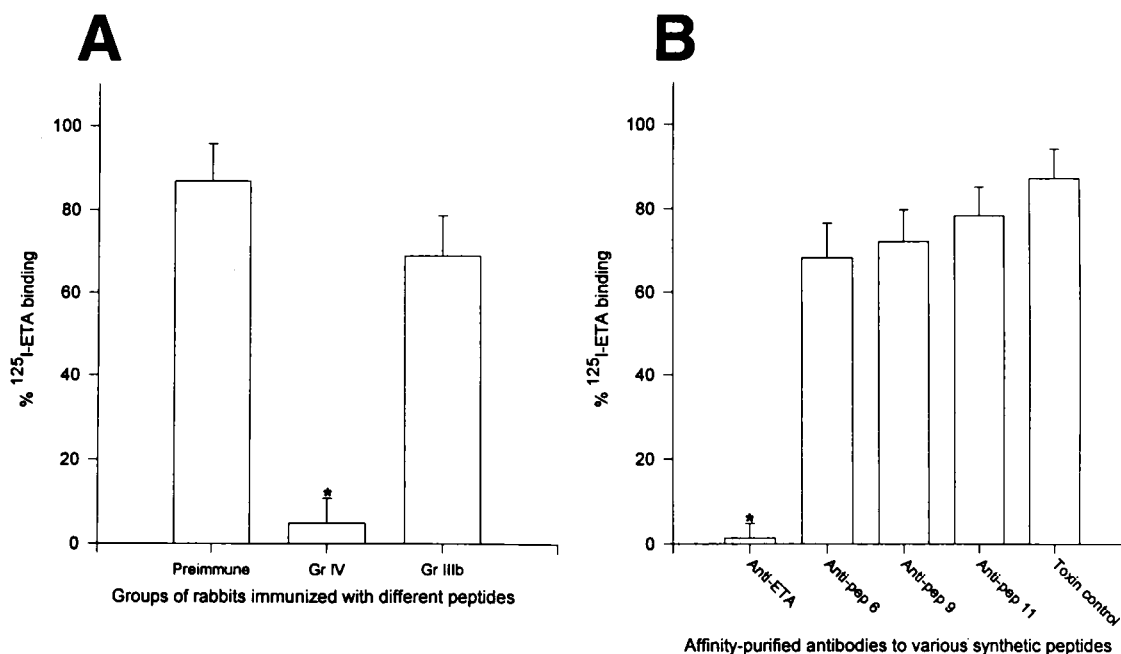 A
100
80
60
40
20
0
% 125I-ETA binding
*
Preimmune Gr IV Gr IIIb
Groups of rabbits immunized with different peptides
B
100
80
60
40
20
0
% 125I-ETA binding
*
Anti-ETA
Anti-pep 6
Anti-pep 9
Anti-pep 11
Toxin control
Affinity-purified antibodies to various synthetic peptides